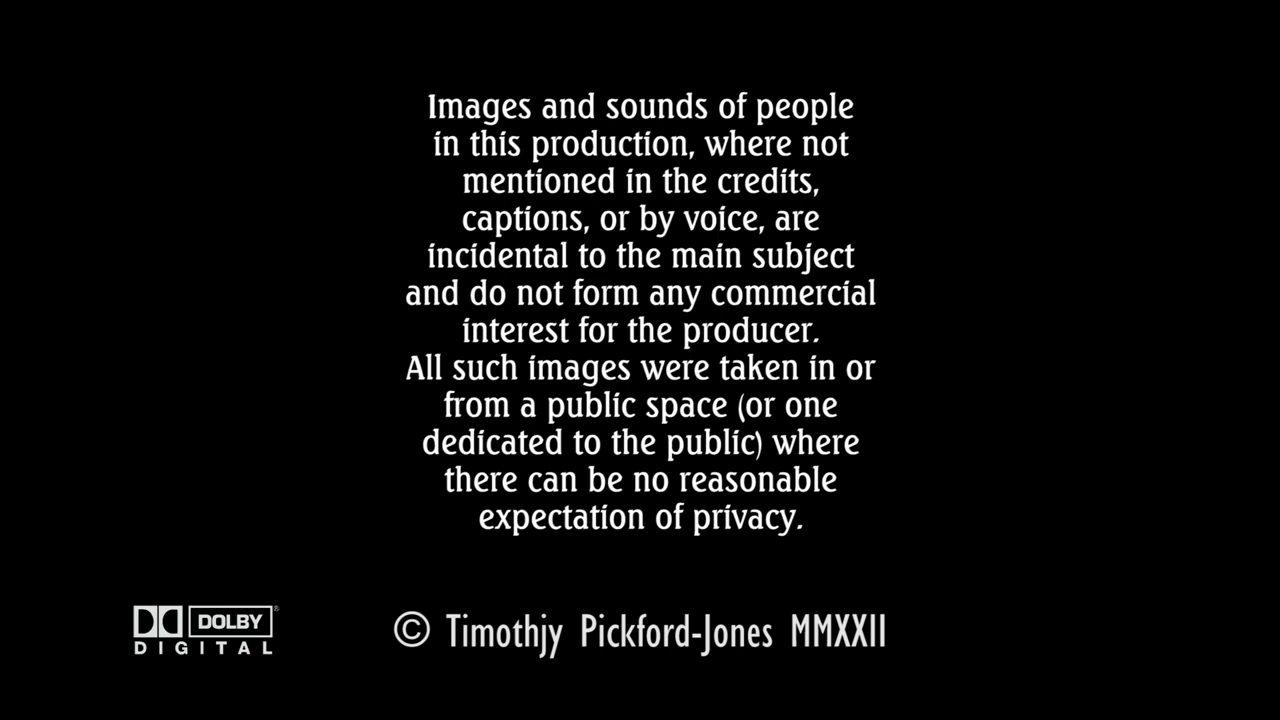 Images and sounds of people
in this production, where not
mentioned in the credits,
captions, or by voice, are
incidental to the main subject
and do not form any commercial
interest for the producer.
All such images were taken in or
from a public space (or one
dedicated to the public) where
there can be no reasonable
expectation of privacy.
DOLBY®
DIGITAL
© Timothjy Pickford-Jones MMXXII